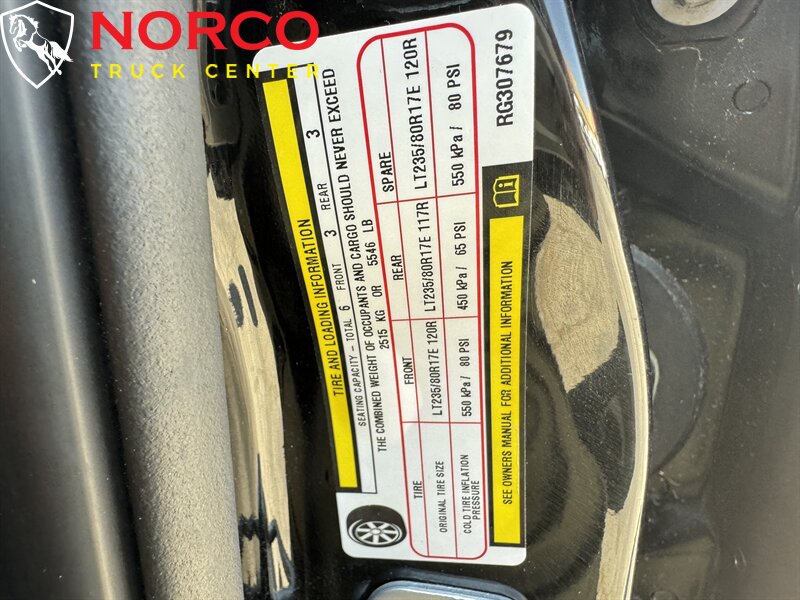 NORCO
TRUCK CENTER
TIRE AND LOADING INFORMATION
SEATING CAPACITY - TOTAL 6 FRONT 3 REAR 3
THE COMBINED WEIGHT OF OCCUPANTS AND CARGO SHOULD NEVER EXCEED
2515 KG OR 5546 LB
TIRE FRONT REAR SPARE
ORIGINAL TIRE SIZE LT235/80R17E 120R LT235/80R17E 117R LT235/80R17E 120R
COLD TIRE INFLATION
PRESSURE 550 kPa / 80 PSI 450 kPa / 65 PSI 550 kPa / 80 PSI
SEE OWNERS MANUAL FOR ADDITIONAL INFORMATION
RG307679